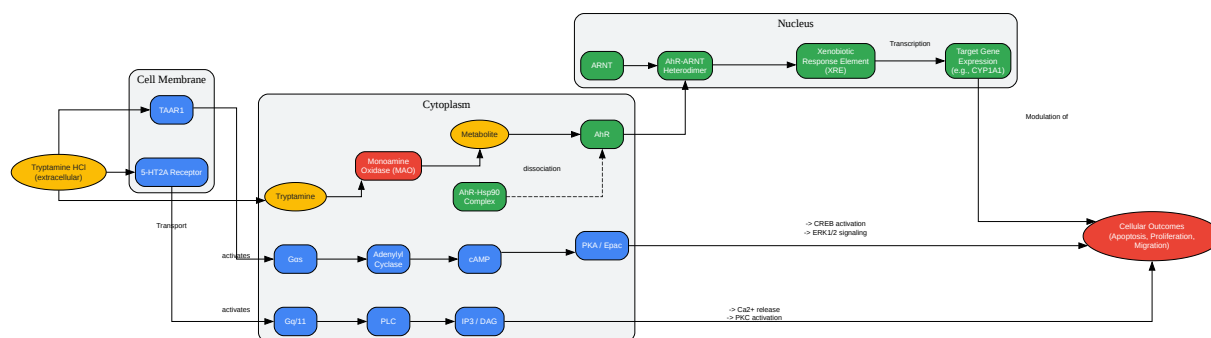 Nucleus
ARNT
AhR-ARNT
Heterodimer
Xenobiotic
Response Element
(XRE)
Transcription
Target Gene
Expression
(e.g., CYP1A1)
Cell Membrane
TAAR1
5-HT2A Receptor
Tryptamine HCl
(extracellular)
Transport
Cytoplasm
Metabolite
AhR
Monoamine
Oxidase (MAO)
dissociation
Tryptamine
AhR-Hsp90
Complex
activates
Gαs
Adenylyl
Cyclase
cAMP
PKA / Epac
activates
Gq/11
PLC
IP3 / DAG
Modulation of
-> CREB activation
-> ERK1/2 signaling
-> Ca2+ release
-> PKC activation
Cellular Outcomes
(Apoptosis, Proliferation,
Migration)